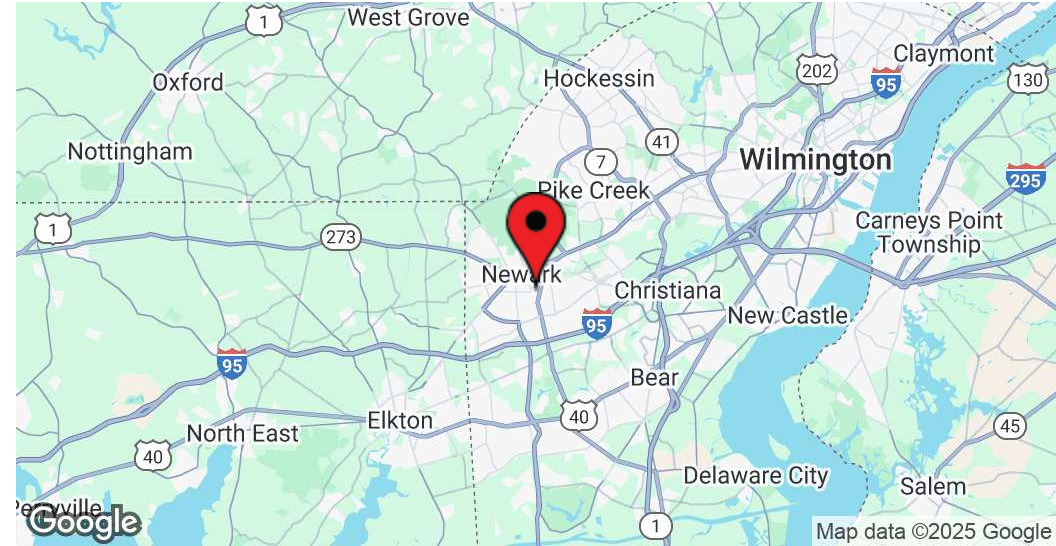 1
West Grove
Claymont
Oxford
Hockessin
202
95
130
Nottingham
41
7
Wilmington
295
Pike Creek
1
273
Carneys Point
Township
Newark
Christiana
95
New Castle
95
Bear
Elkton
40
North East
45
40
Delaware City
Salem
Perryville
Google
1
Map data ©2025 Google